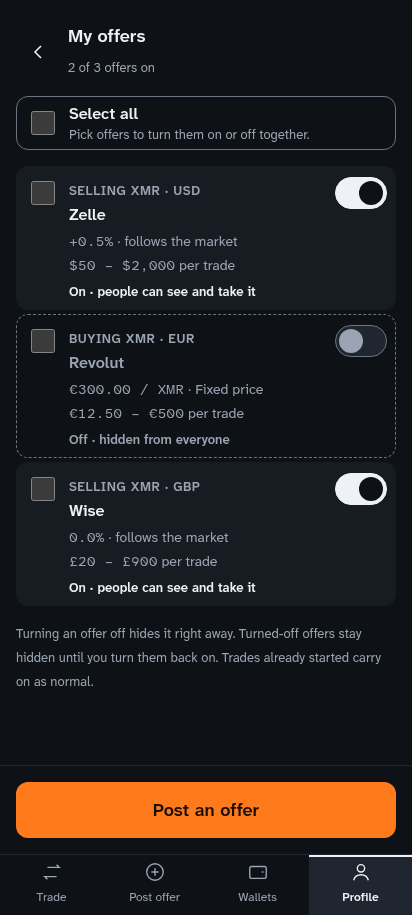 My offers
2 of 3 offers on
Select all
Pick offers to turn them on or off together.
SELLING XMR · USD
Zelle
+0.5% · follows the market
$50 – $2,000 per trade
On · people can see and take it
BUYING XMR · EUR
Revolut
€300.00 / XMR · Fixed price
€12.50 – €500 per trade
Off · hidden from everyone
SELLING XMR · GBP
Wise
0.0% · follows the market
£20 – £900 per trade
On · people can see and take it
Turning an offer off hides it right away. Turned-off offers stay
hidden until you turn them back on. Trades already started carry
on as normal.
Post an offer
Trade
Post offer
Wallets
Profile